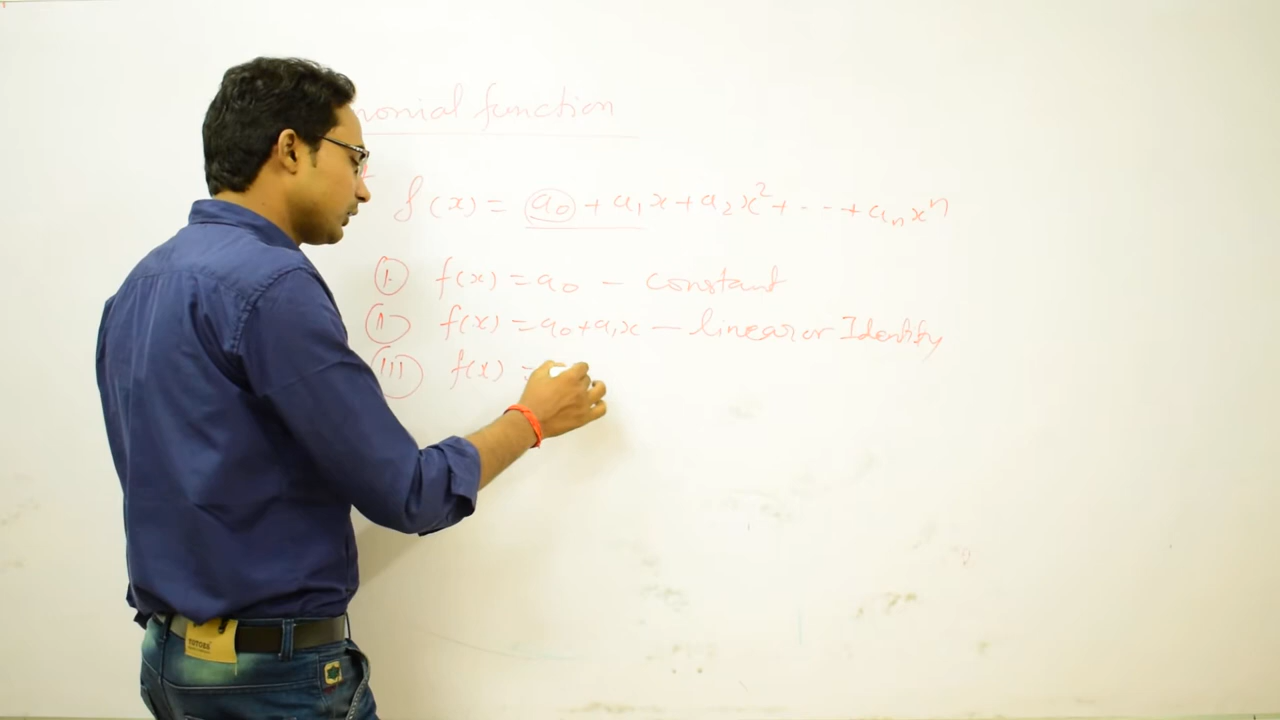 nomial function
f(x) = a₀ + a₁x + a₂x² + - - - + aₙxⁿ
I. f(x) = a₀ - constant
II f(x) = a₀ + a₁x - linear or Identity
III f(x) =